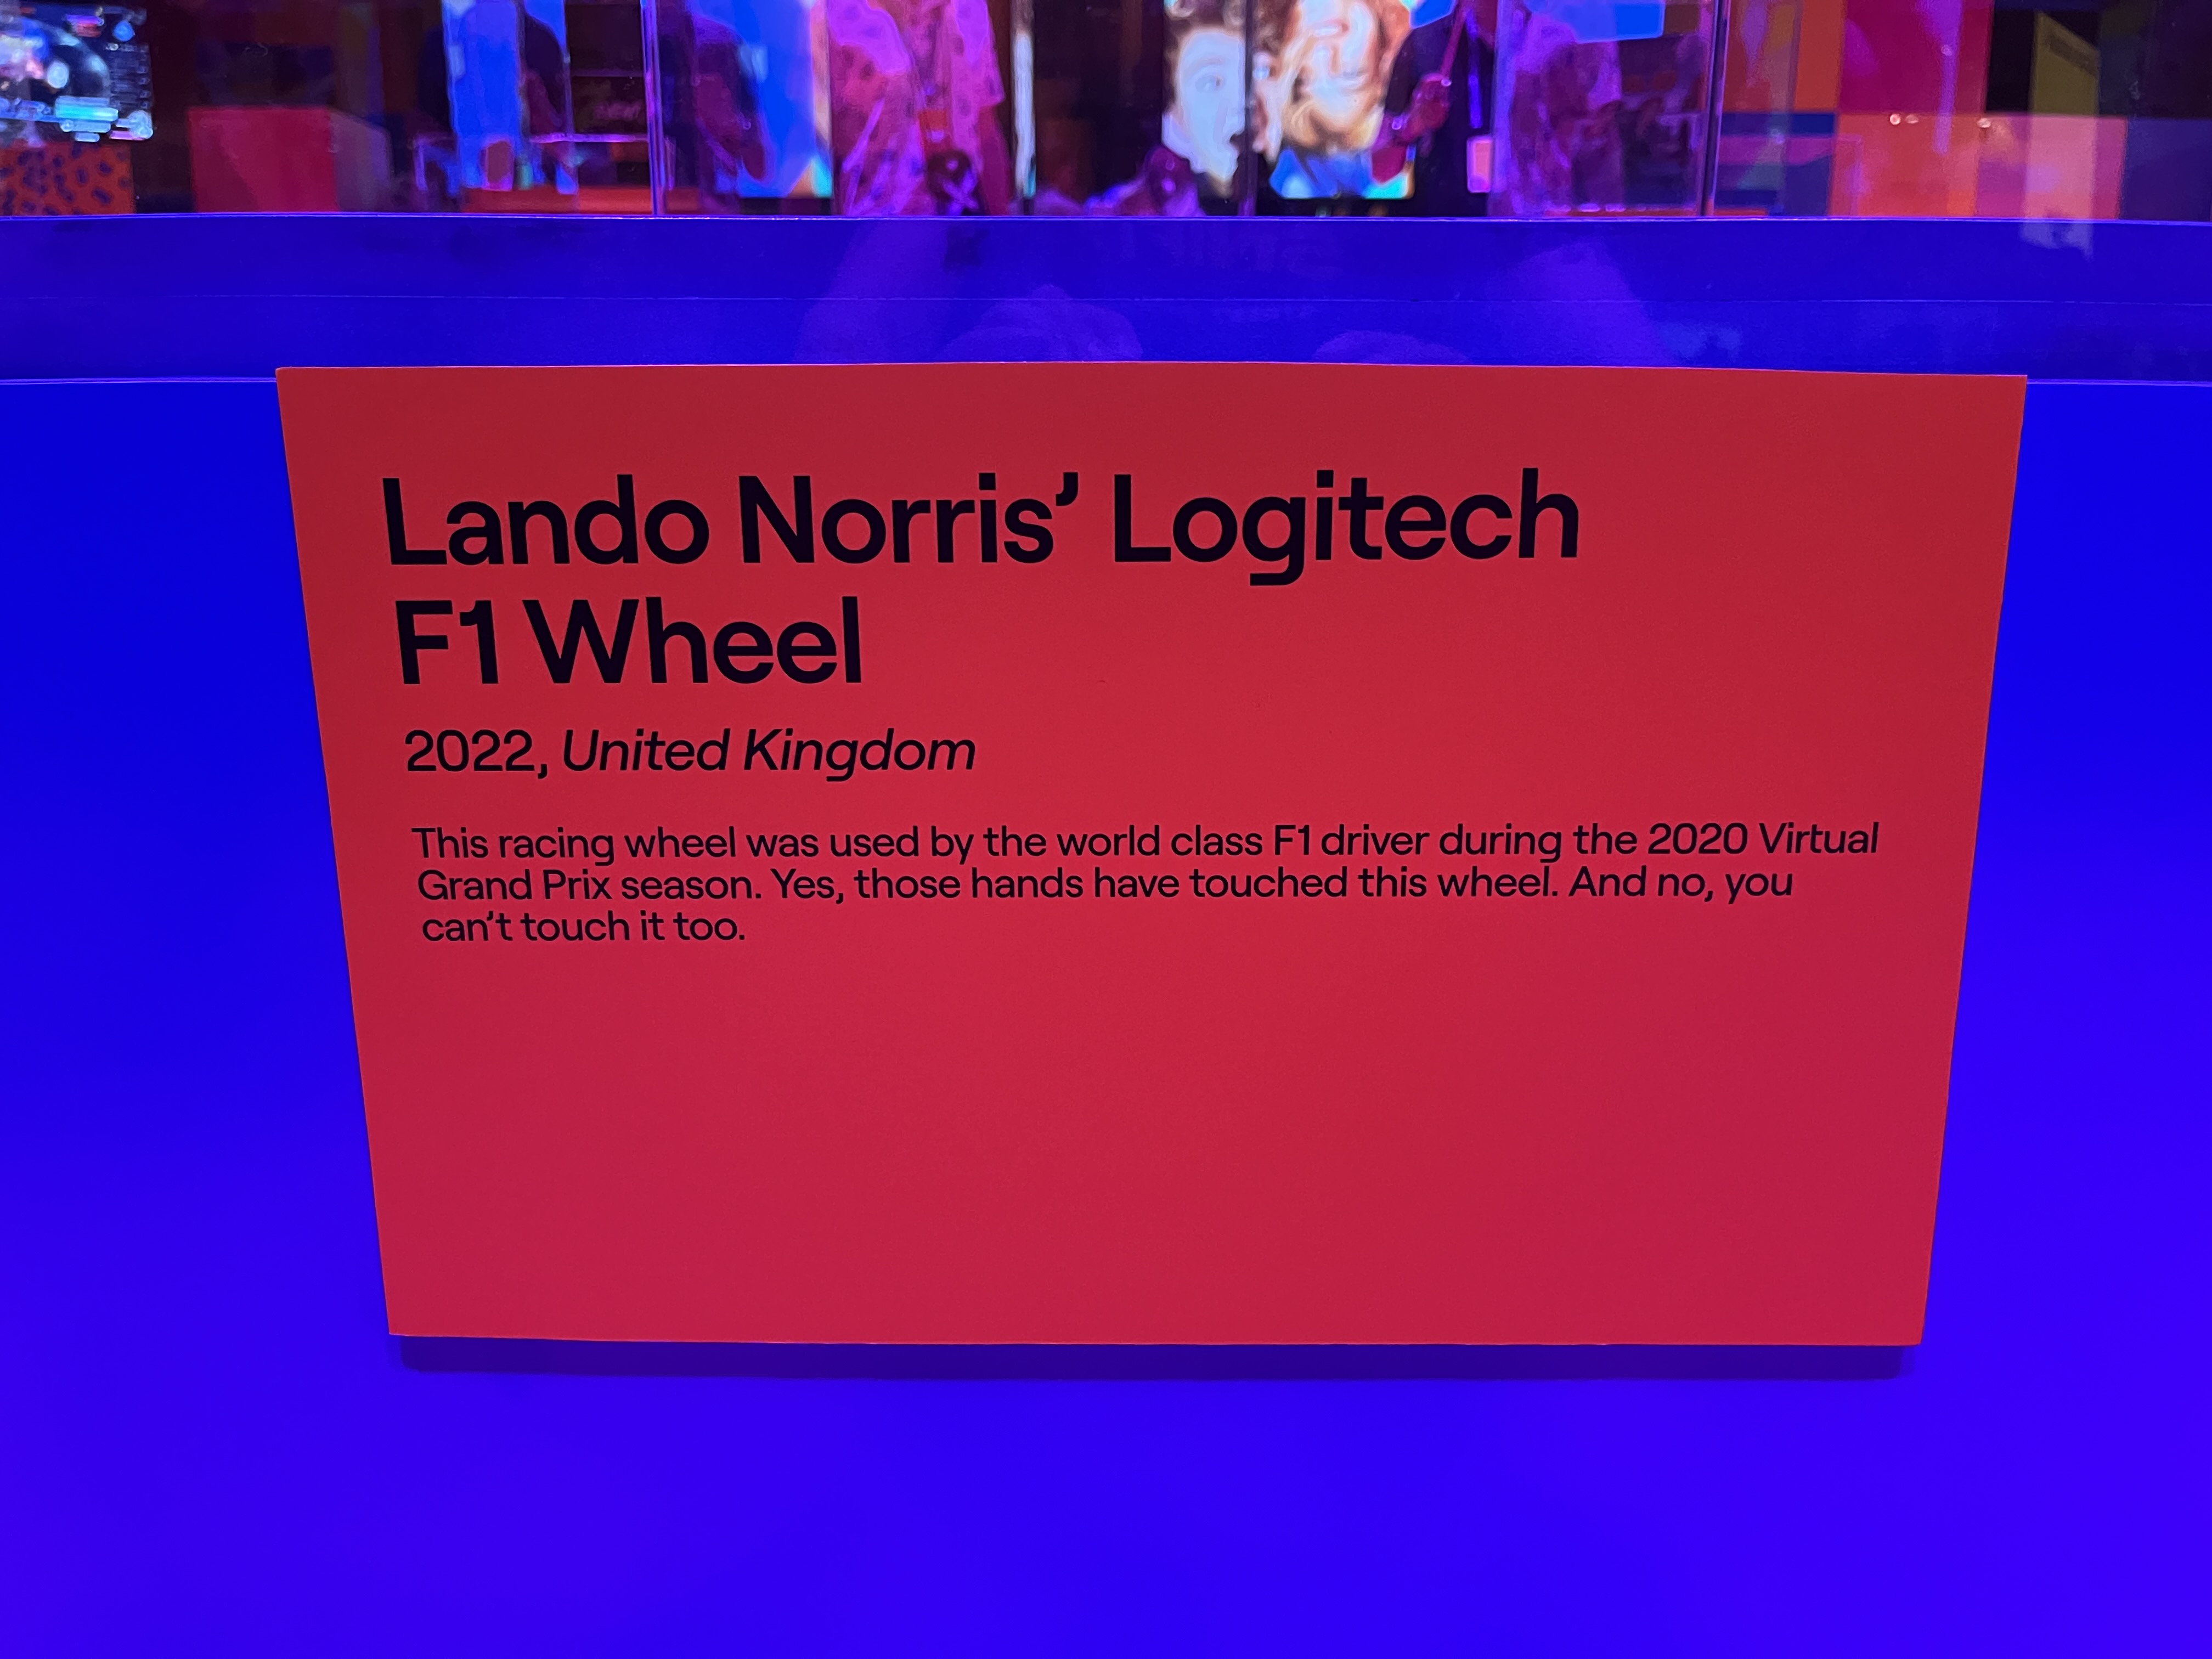 Lando Norris’ Logitech
F1 Wheel
2022, United Kingdom
This racing wheel was used by the world class F1 driver during the 2020 Virtual
Grand Prix season. Yes, those hands have touched this wheel. And no, you
can’t touch it too.